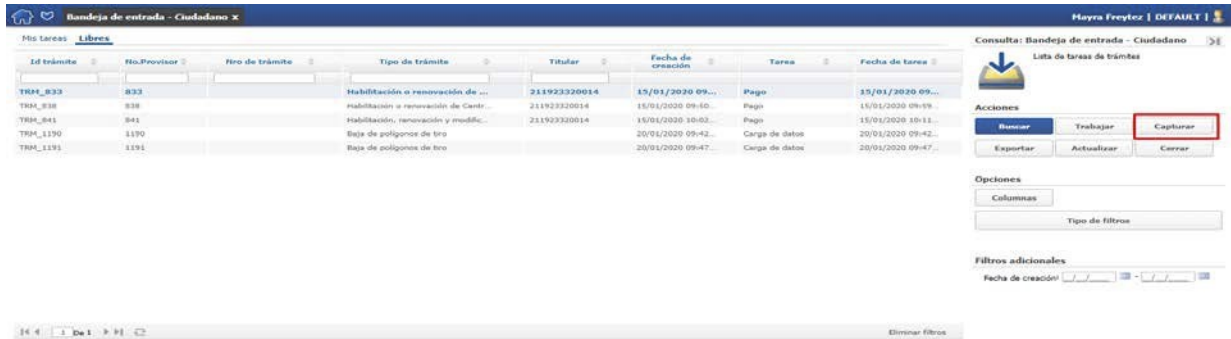 Bandeja de entrada - Ciudadano x
Mayra Freytez | DEFAULT |
Mis tareas Libres
Id trámite No.Provisor Nro de trámite Tipo de trámite Titular Fecha de creación Tarea Fecha de tarea
TRM_833 833 Habilitación o renovación de ... 211923320014 15/01/2020 09... Pago 15/01/2020 09...
TRM_838 838 Habilitación o renovación de Centr... 211923320014 15/01/2020 09:50... Pago 15/01/2020 09:59...
TRM_841 841 Habilitación, renovación y modific... 211923320014 15/01/2020 10:02... Pago 15/01/2020 10:11...
TRM_1190 1190 Baja de polígonos de tiro 20/01/2020 09:42... Carga de datos 20/01/2020 09:42...
TRM_1191 1191 Baja de polígonos de tiro 20/01/2020 09:47... Carga de datos 20/01/2020 09:47...
1 De 1
Eliminar filtros
Consulta: Bandeja de entrada - Ciudadano
Lista de tareas de trámites
Acciones
Buscar Trabajar Capturar
Exportar Actualizar Cerrar
Opciones
Columnas
Tipo de filtros
Filtros adicionales
Fecha de creación: _/_/____ - _/_/____